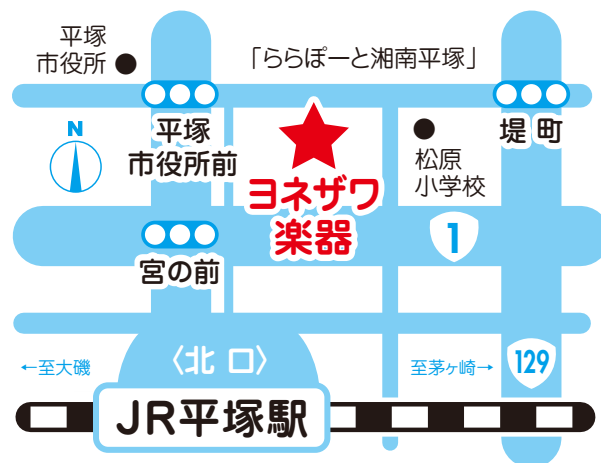 平塚
市役所
「ららぽーと湘南平塚」
平塚
市役所前
松原
小学校
堤 町
N
ヨネザワ
楽器
1
宮の前
←至大磯
〈北 口〉
至茅ヶ崎→
129
JR平塚駅